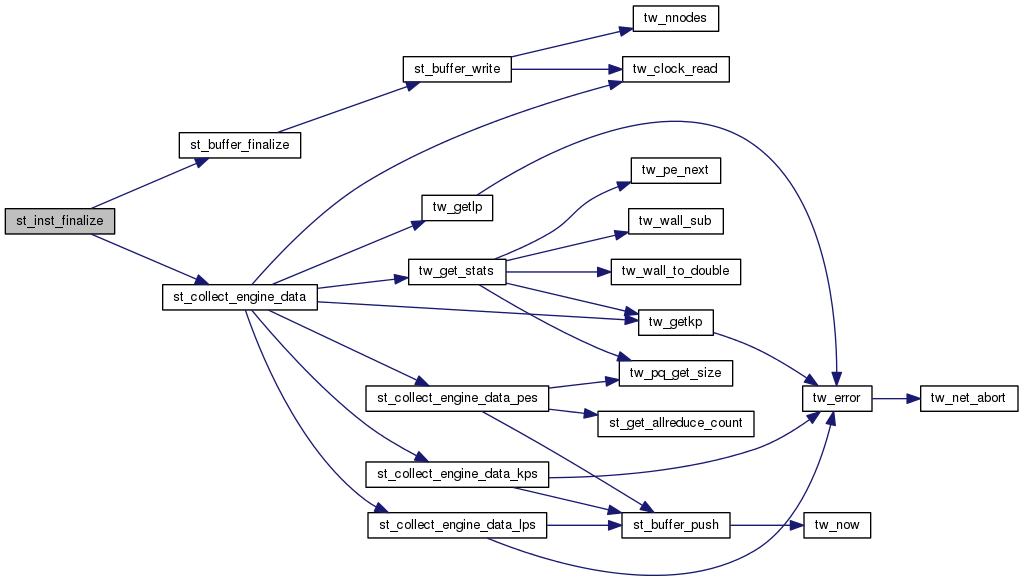 tw_nnodes
st_buffer_write
tw_clock_read
st_buffer_finalize
tw_pe_next
tw_getlp
st_inst_finalize
tw_wall_sub
tw_get_stats
tw_wall_to_double
st_collect_engine_data
tw_getkp
tw_pq_get_size
st_collect_engine_data_pes
tw_error
tw_net_abort
st_get_allreduce_count
st_collect_engine_data_kps
st_collect_engine_data_lps
st_buffer_push
tw_now